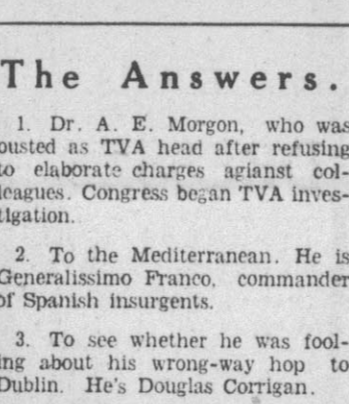 The Answers.
1. Dr. A. E. Morgon, who was
ousted as TVA head after refusing
to elaborate charges agianst col-
leagues. Congress began TVA inves-
tigation.
2. To the Mediterranean. He is
Generalissimo Franco, commander
of Spanish insurgents.
3. To see whether he was fool-
ing about his wrong-way hop to
Dublin. He's Douglas Corrigan.